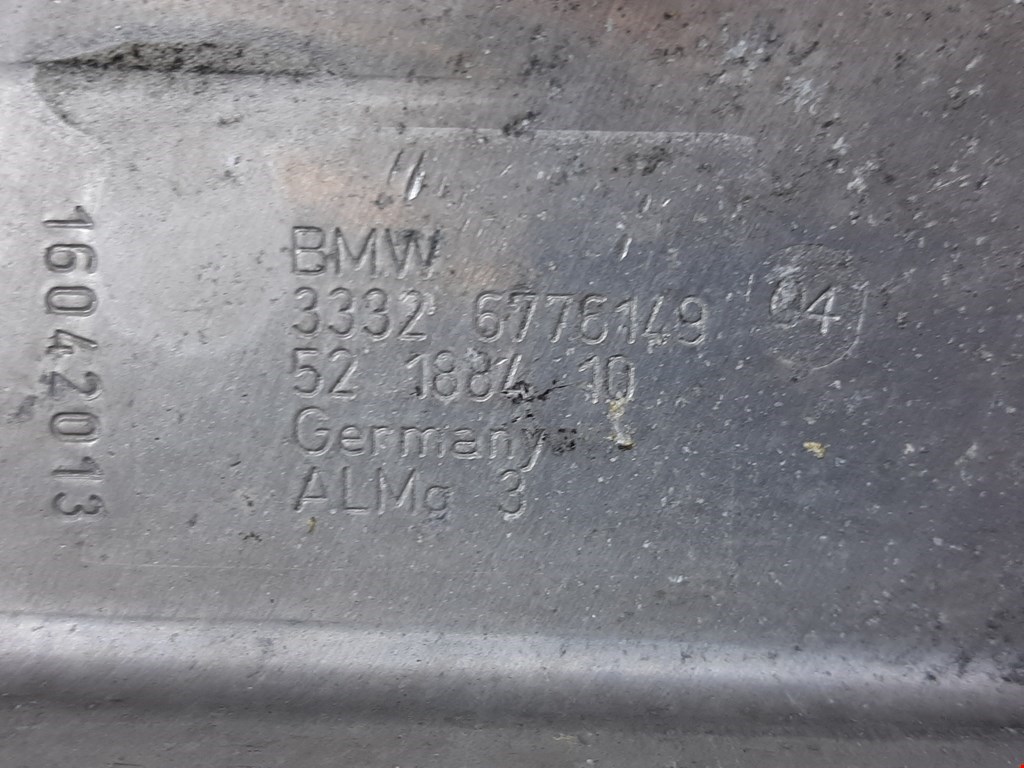 BMW
3332 6776149
52 1884 10
Germany
ALMg 3
04
16042013